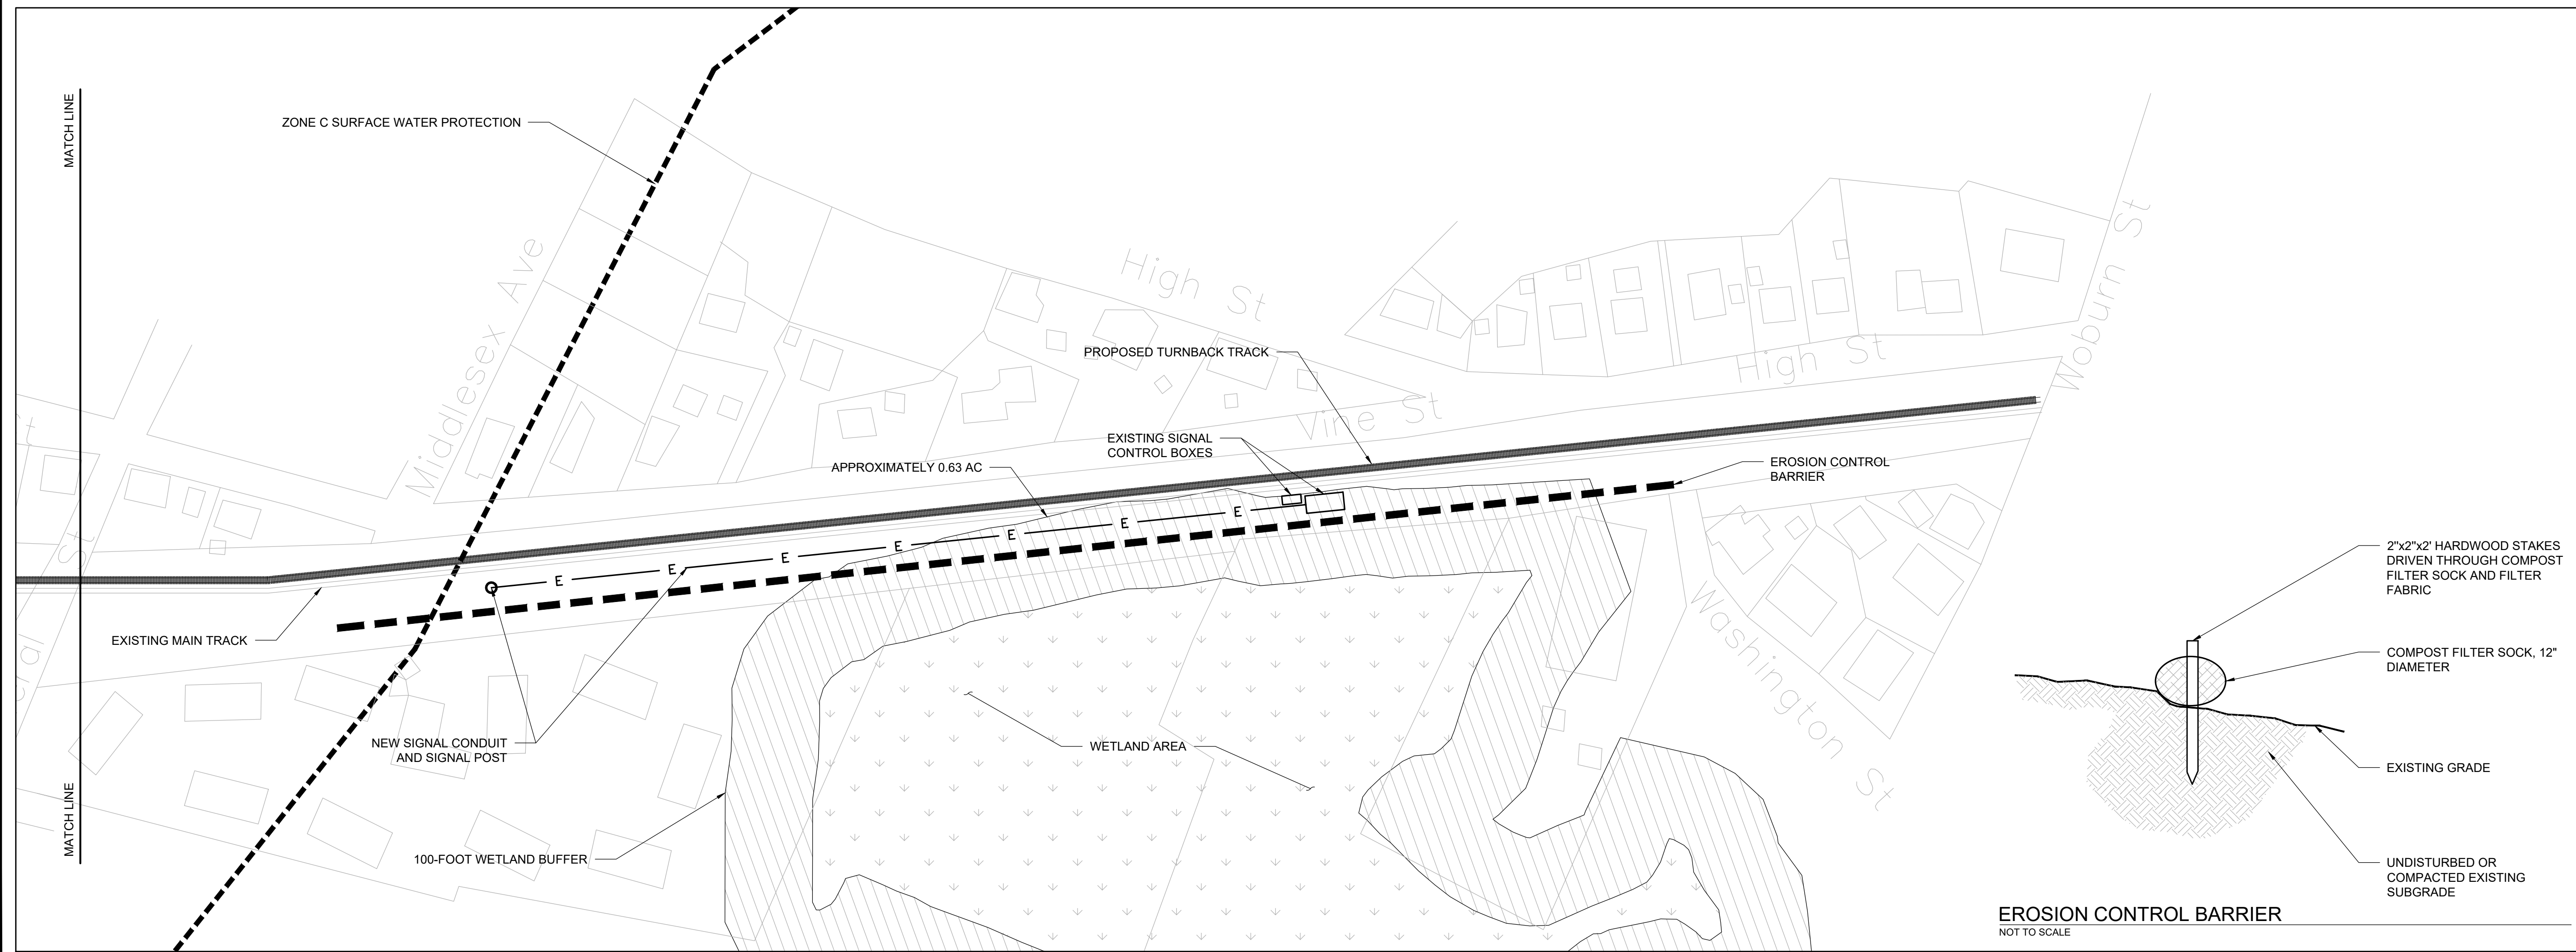 MATCH LINE
ZONE C SURFACE WATER PROTECTION
Middlesex Ave
High St
PROPOSED TURNBACK TRACK
High St
Woburn St
Vine St
EXISTING SIGNAL
CONTROL BOXES
APPROXIMATELY 0.63 AC
EROSION CONTROL
BARRIER
E
E
E
E
E
E
E
St
EXISTING MAIN TRACK
Washington St
NEW SIGNAL CONDUIT
AND SIGNAL POST
WETLAND AREA
MATCH LINE
100-FOOT WETLAND BUFFER
2"x2"x2' HARDWOOD STAKES
DRIVEN THROUGH COMPOST
FILTER SOCK AND FILTER
FABRIC
COMPOST FILTER SOCK, 12"
DIAMETER
EXISTING GRADE
UNDISTURBED OR
COMPACTED EXISTING
SUBGRADE
EROSION CONTROL BARRIER
NOT TO SCALE